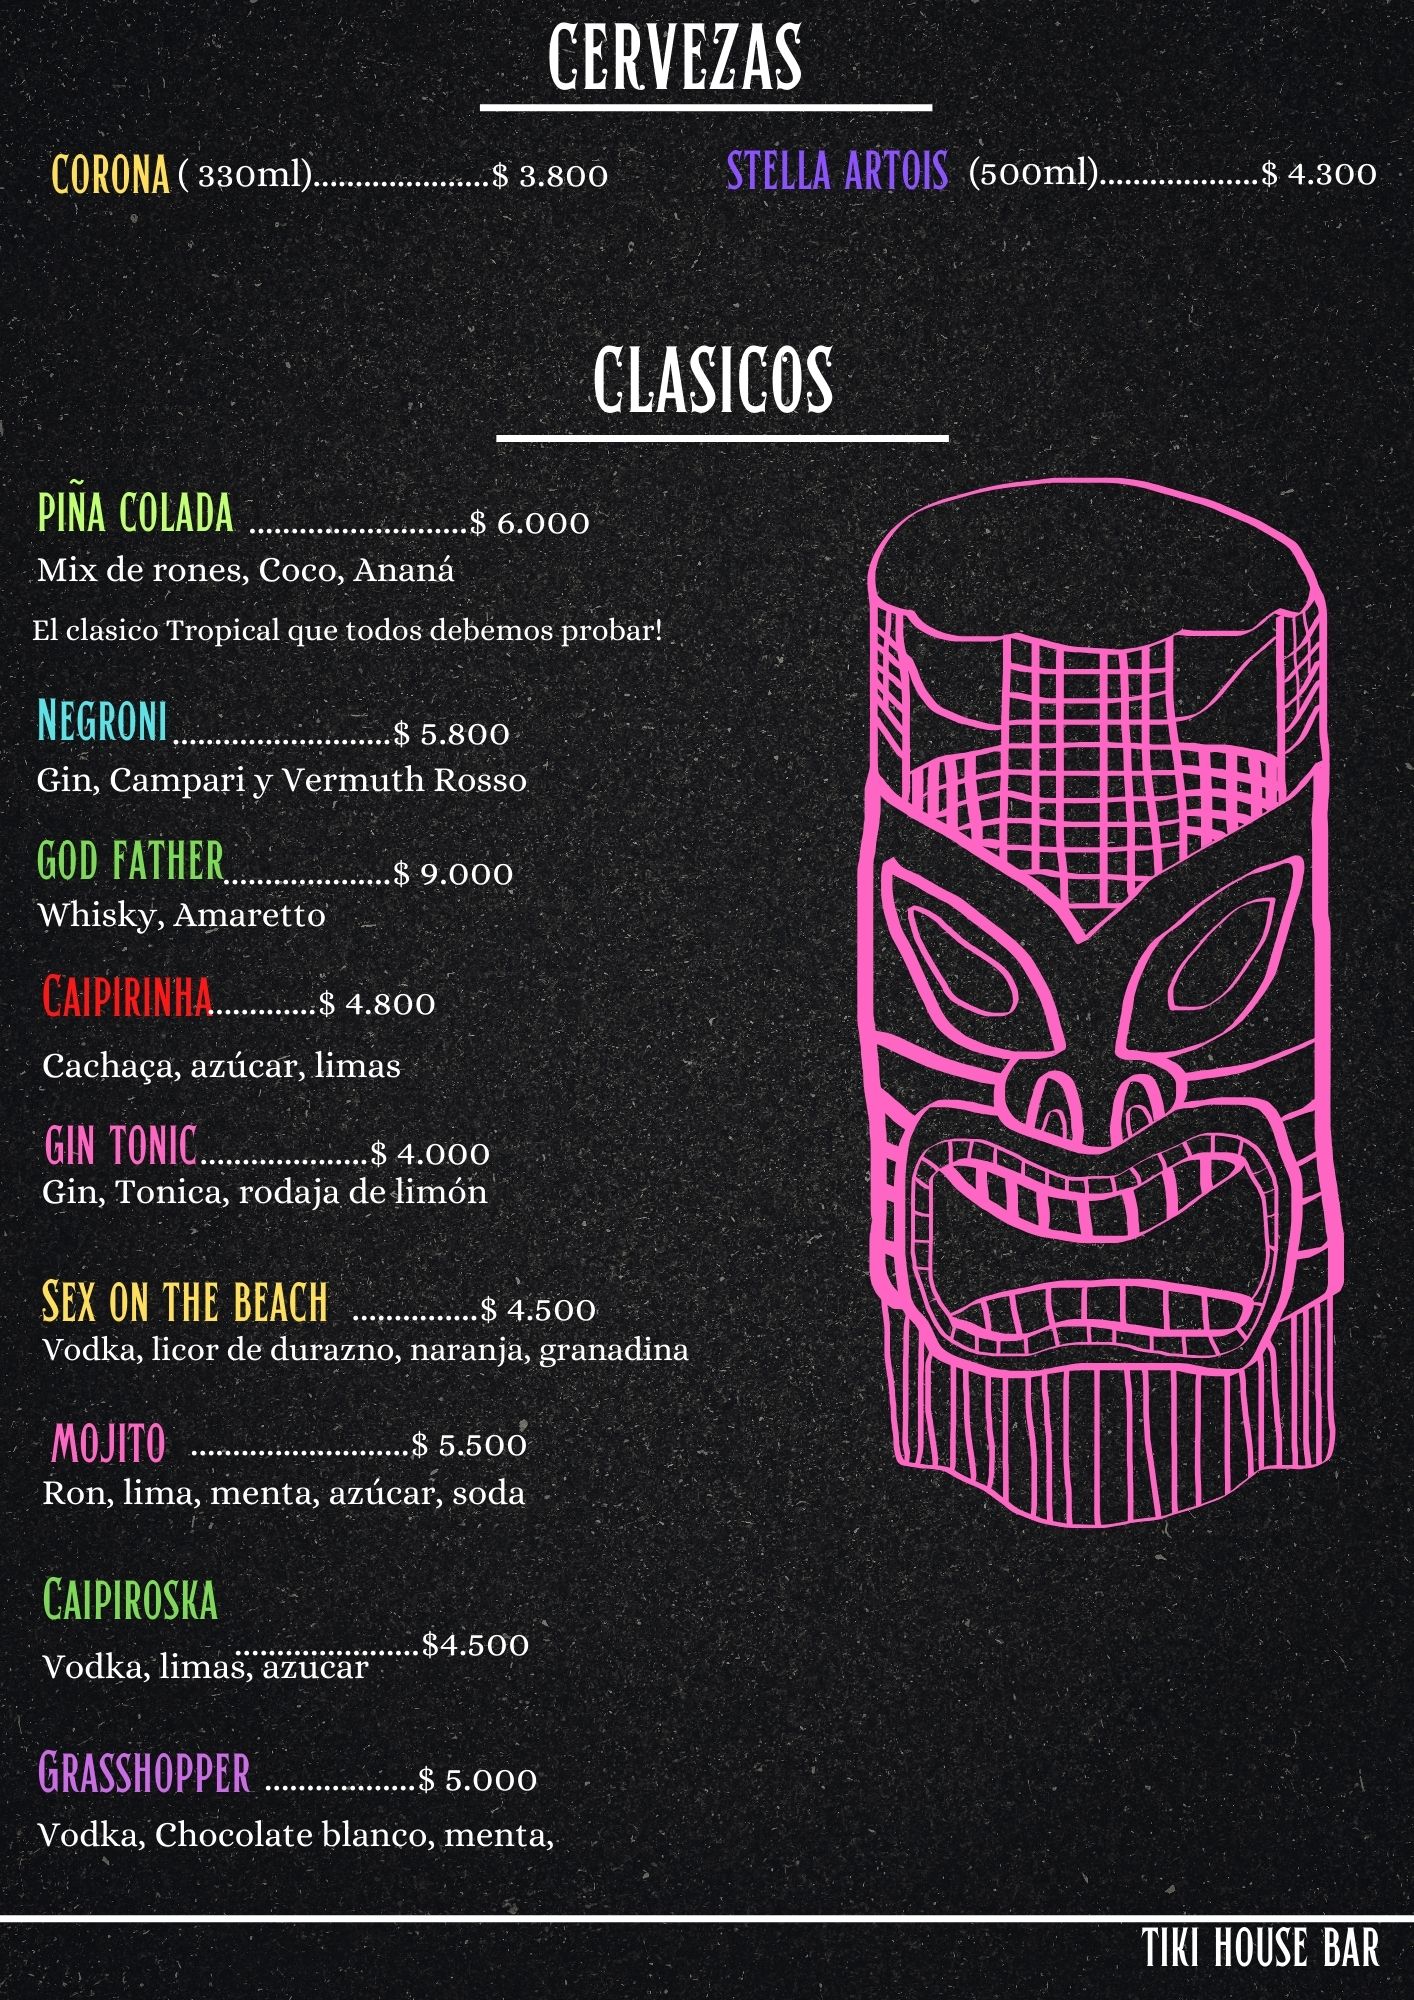 CERVEZAS
CORONA ( 330ml).....................$ 3.800
STELLA ARTOIS (500ml)...................$ 4.300
CLASICOS
PIÑA COLADA ..........................$ 6.000
Mix de rones, Coco, Ananá
El clasico Tropical que todos debemos probar!
NEGRONI ..........................$ 5.800
Gin, Campari y Vermuth Rosso
GOD FATHER....................$ 9.000
Whisky, Amaretto
CAIPIRINHA.............$ 4.800
Cachaça, azúcar, limas
GIN TONIC....................$ 4.000
Gin, Tonica, rodaja de limón
SEX ON THE BEACH ...............$ 4.500
Vodka, licor de durazno, naranja, granadina
MOJITO ..........................$ 5.500
Ron, lima, menta, azúcar, soda
CAIPIROSKA
......................$4.500
Vodka, limas, azucar
GRASSHOPPER ..................$ 5.000
Vodka, Chocolate blanco, menta,
TIKI HOUSE BAR